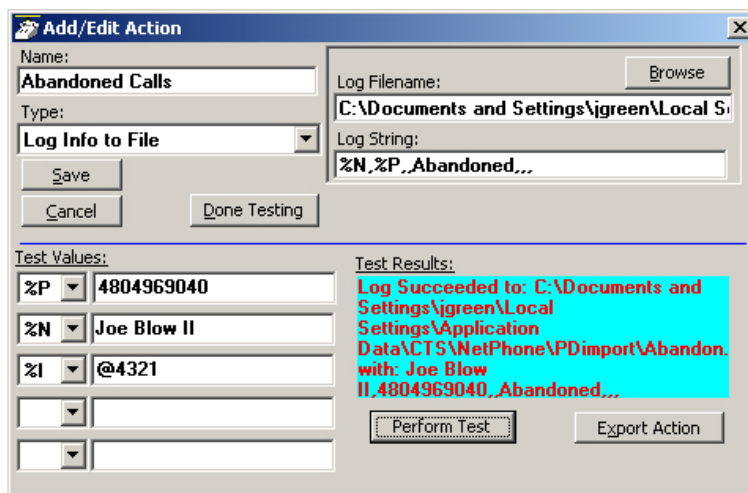 Add/Edit Action
Name:
Abandoned Calls
Type:
Log Info to File
Save
Cancel
Done Testing
Browse
Log Filename:
C:\Documents and Settings\jgreen\Local S
Log String:
%N,%P,,Abandoned,,,
Test Values:
%P 4804969040
%N Joe Blow II
%I @4321
Test Results:
Log Succeeded to: C:\Documents and
Settings\jgreen\Local
Settings\Application
Data\CTS\NetPhone\PDimport\Abandon.
with: Joe Blow
II,4804969040,,Abandoned,,,
Perform Test
Export Action